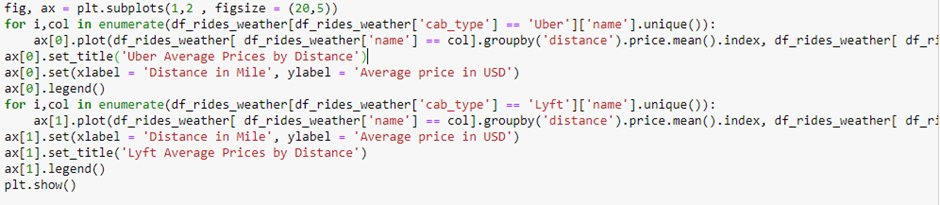 fig, ax = plt.subplots(1,2 , figsize = (20,5))
for i,col in enumerate(df_rides_weather[df_rides_weather['cab_type'] == 'Uber']['name'].unique()):
    ax[0].plot(df_rides_weather[ df_rides_weather['name'] == col].groupby('distance').price.mean().index, df_rides_weather[ df_ri
ax[0].set_title('Uber Average Prices by Distance')
ax[0].set(xlabel = 'Distance in Mile', ylabel = 'Average price in USD')
ax[0].legend()
for i,col in enumerate(df_rides_weather[df_rides_weather['cab_type'] == 'Lyft']['name'].unique()):
    ax[1].plot(df_rides_weather[ df_rides_weather['name'] == col].groupby('distance').price.mean().index, df_rides_weather[ df_ri
ax[1].set(xlabel = 'Distance in Mile', ylabel = 'Average price in USD')
ax[1].set_title('Lyft Average Prices by Distance')
ax[1].legend()
plt.show()